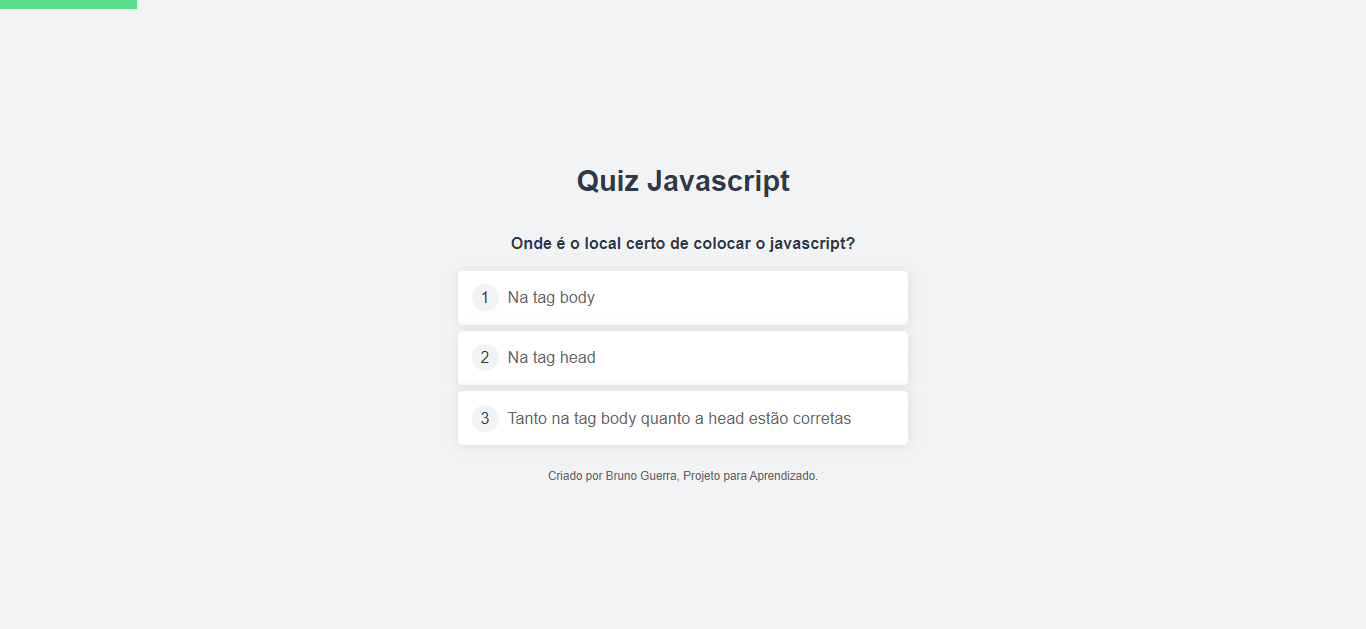 Quiz Javascript
Onde é o local certo de colocar o javascript?
1 Na tag body
2 Na tag head
3 Tanto na tag body quanto a head estão corretas
Criado por Bruno Guerra, Projeto para Aprendizado.